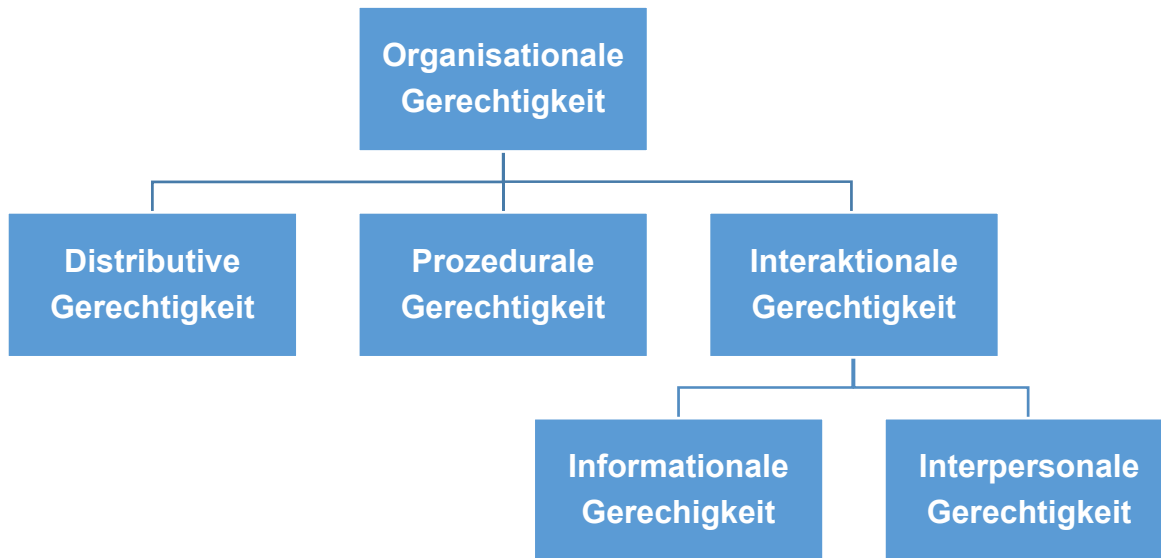 Organisationale
Gerechtigkeit
Distributive
Gerechtigkeit
Prozedurale
Gerechtigkeit
Interaktionale
Gerechtigkeit
Informationale
Gerechigkeit
Interpersonale
Gerechtigkeit